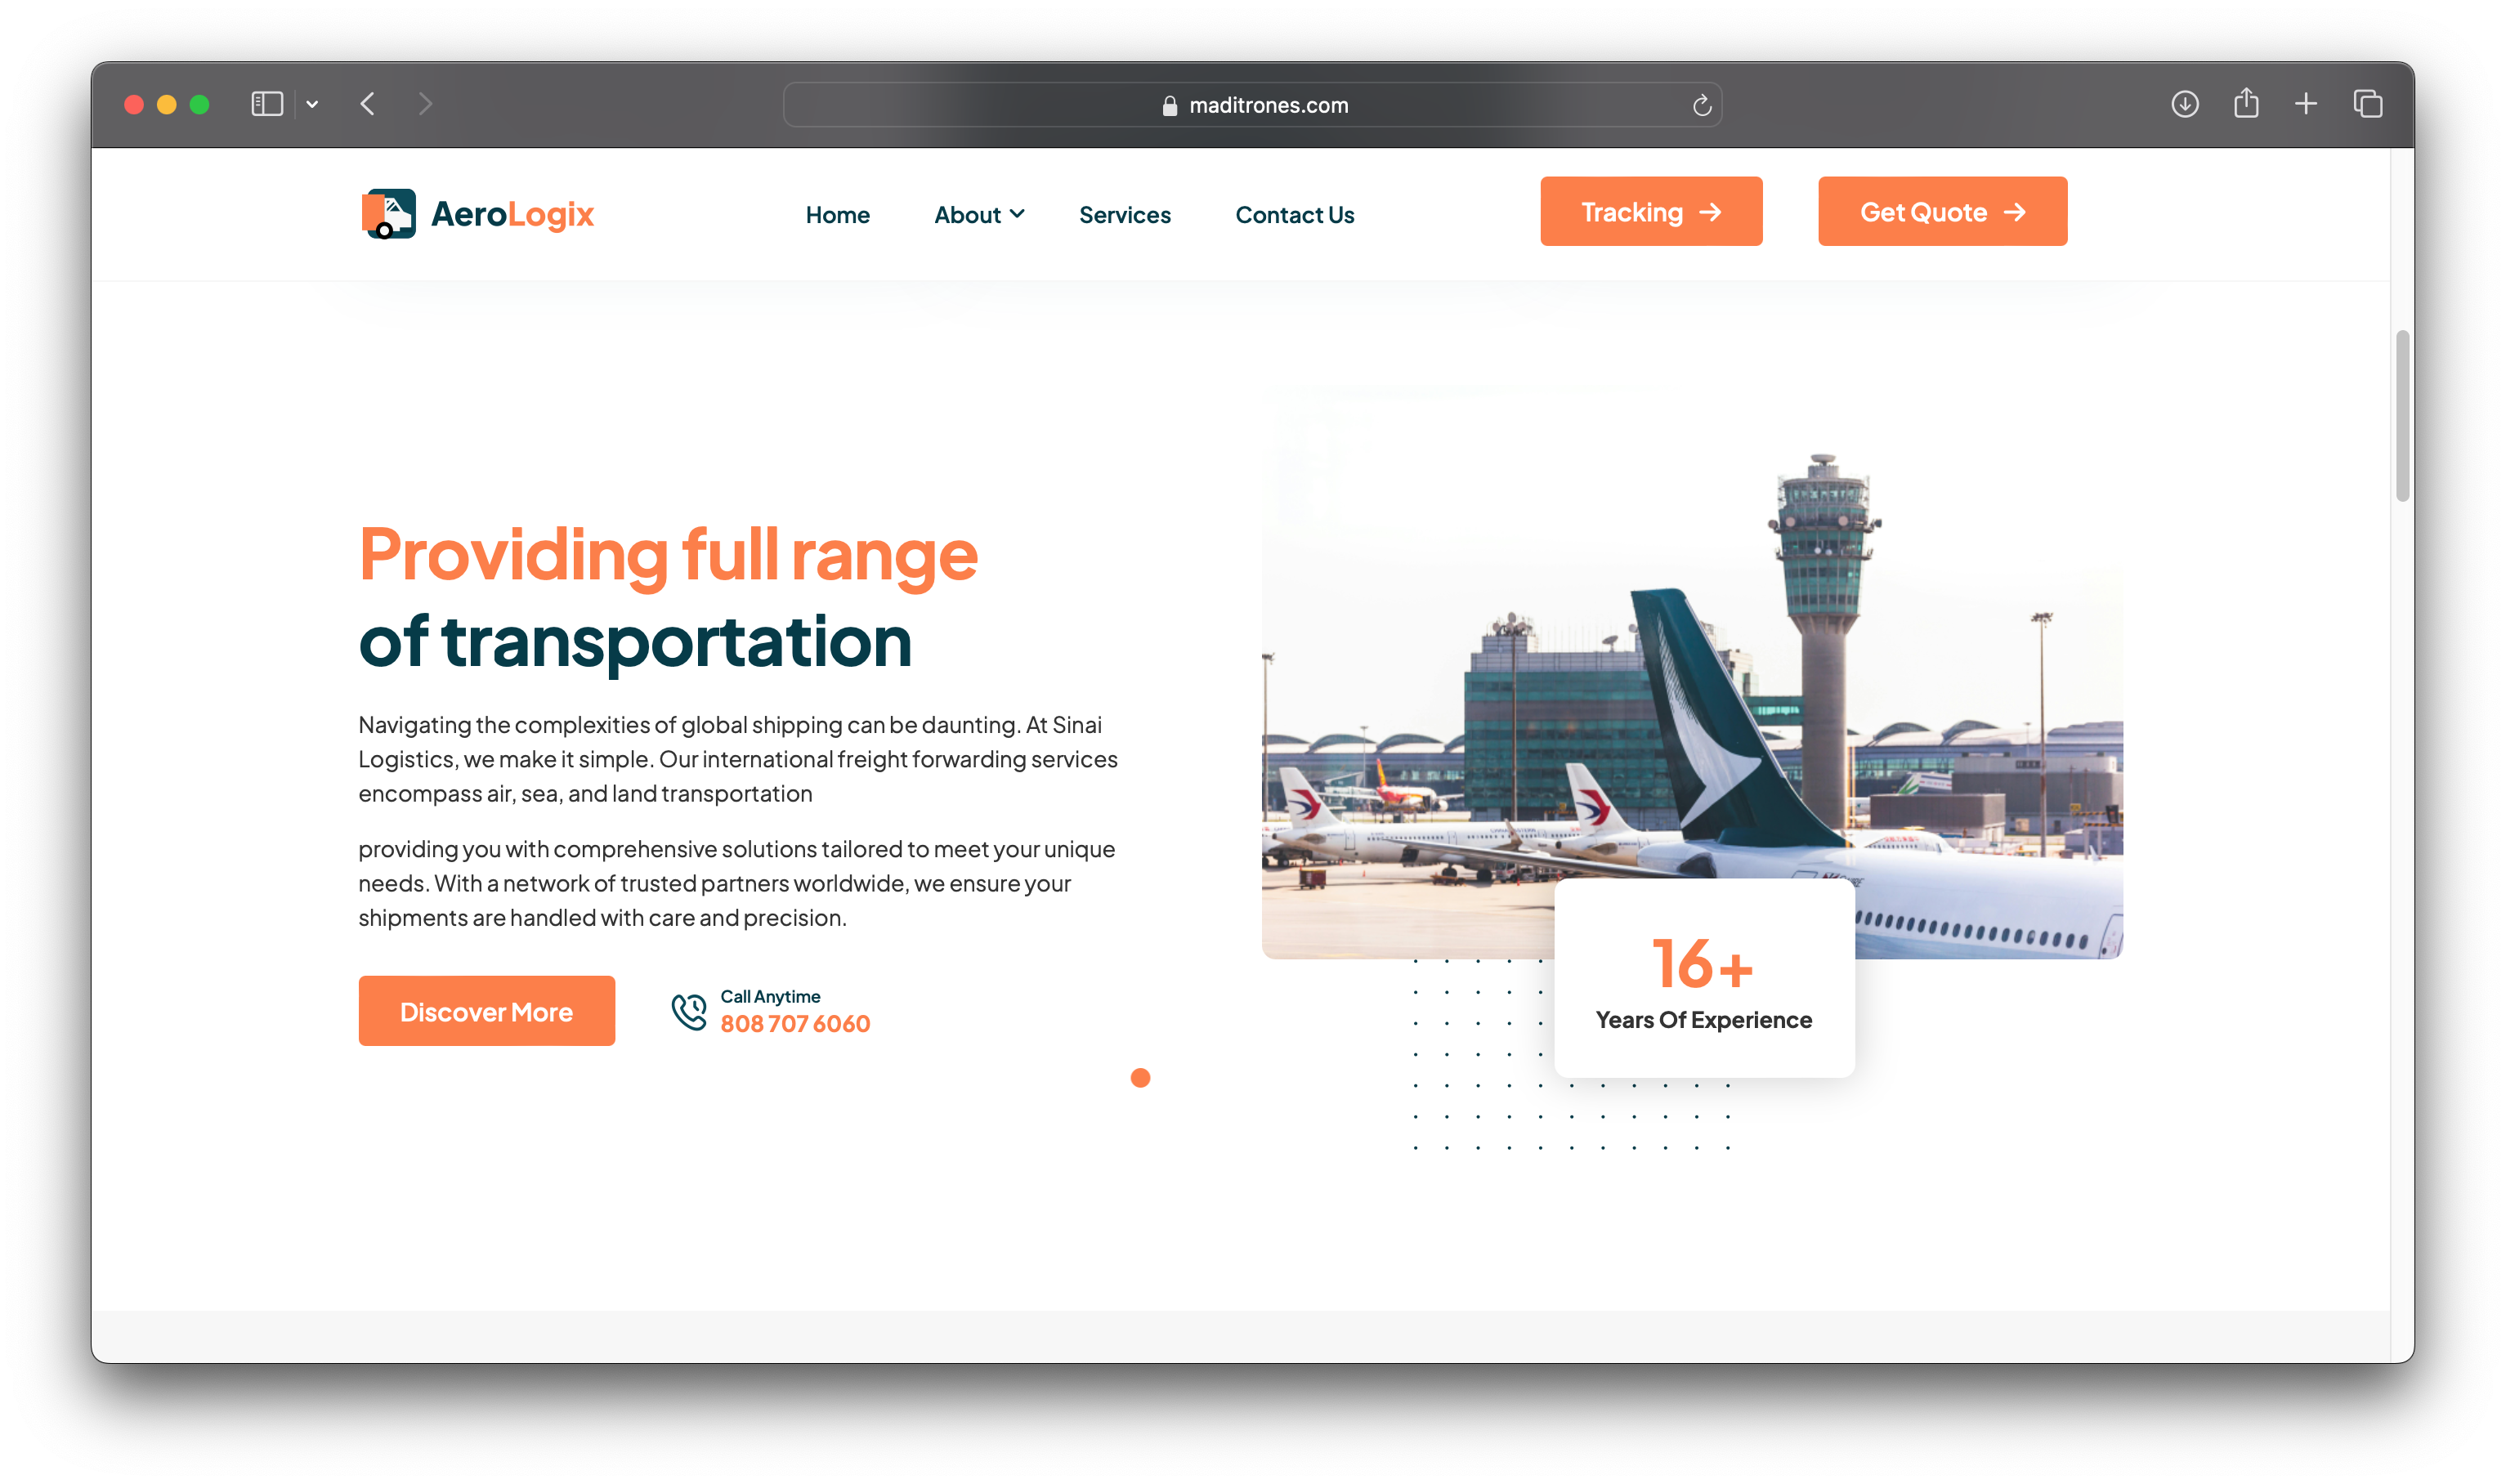 maditrones.com
AeroLogix
Home
About
Services
Contact Us
Tracking
Get Quote
Providing full range
of transportation
Navigating the complexities of global shipping can be daunting. At Sinai
Logistics, we make it simple. Our international freight forwarding services
encompass air, sea, and land transportation
providing you with comprehensive solutions tailored to meet your unique
needs. With a network of trusted partners worldwide, we ensure your
shipments are handled with care and precision.
Discover More
Call Anytime
808 707 6060
16+
Years Of Experience